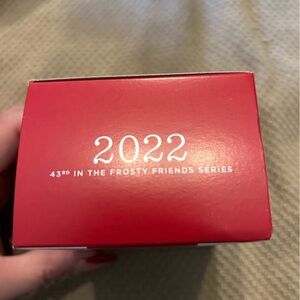 2022
43RD IN THE FROSTY FRIENDS SERIES